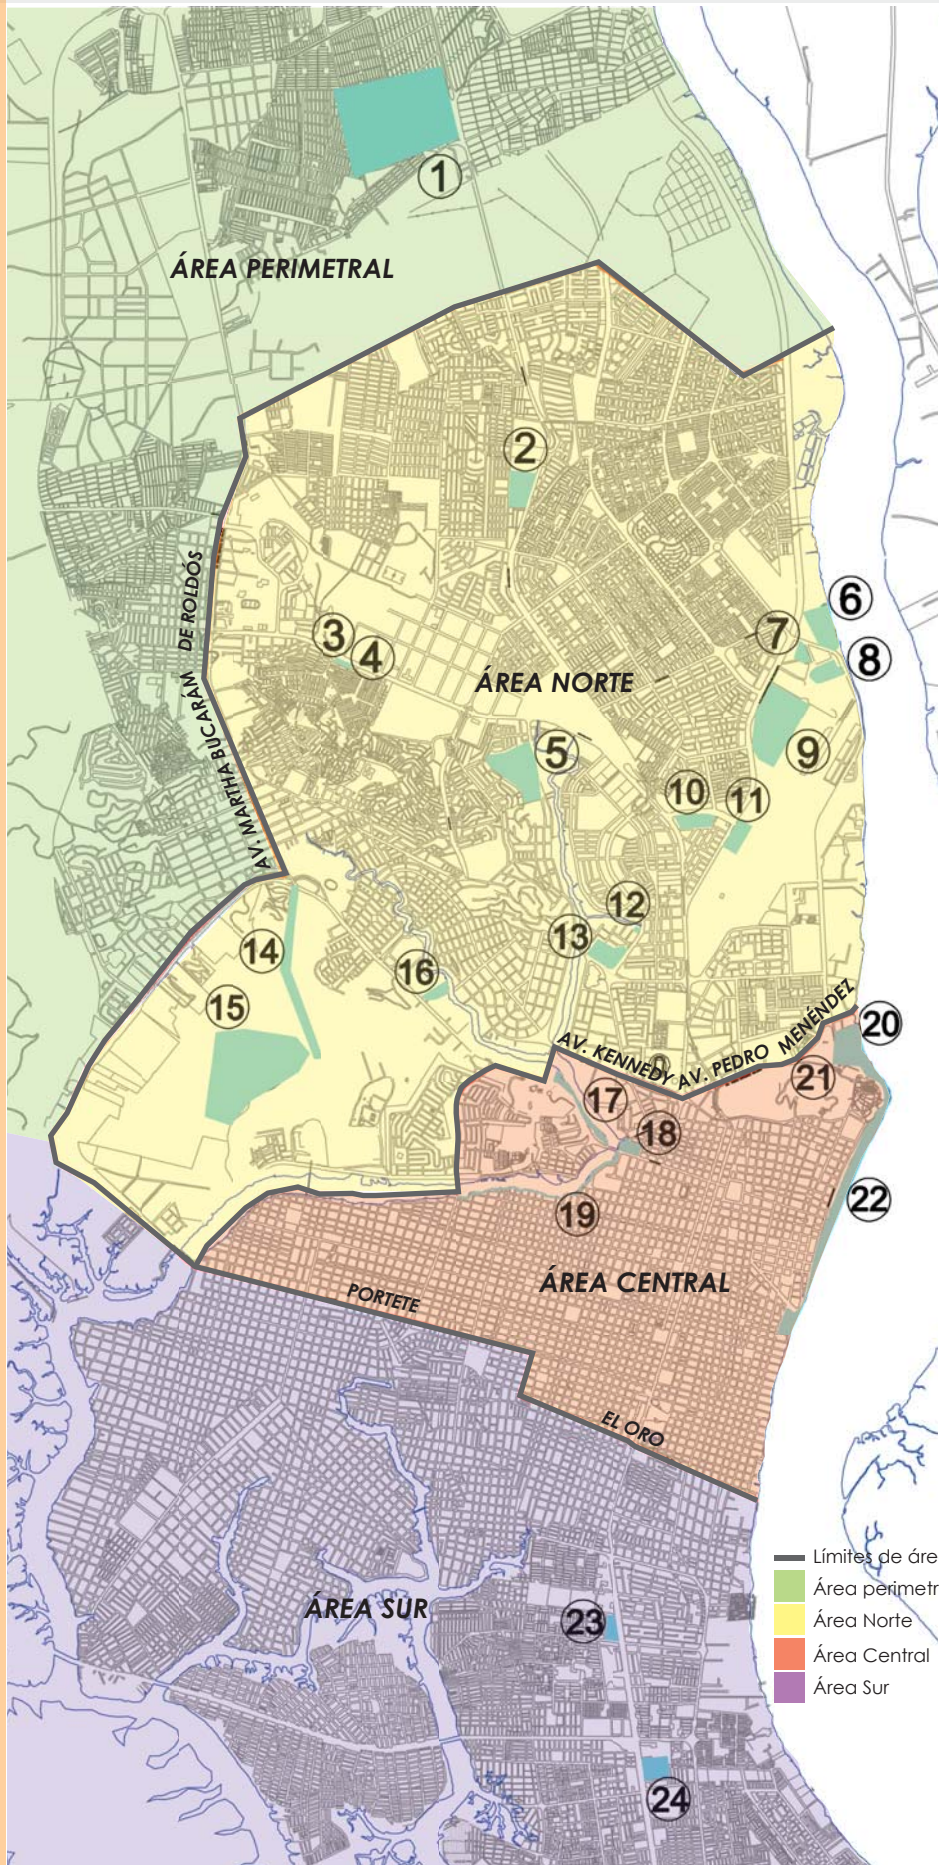 1
ÁREA PERIMETRAL
2
DE ROLDÓS
AV. MARTHA BUCARÁM
3
4
6
7
8
ÁREA NORTE
5
9
10
11
12
13
14
16
15
AV. KENNEDY
AV. PEDRO MENÉNDEZ
20
21
17
18
22
19
ÁREA CENTRAL
PORTETE
EL ORO
ÁREA SUR
23
24
Límites de áre
Área perimetr
Área Norte
Área Central
Área Sur